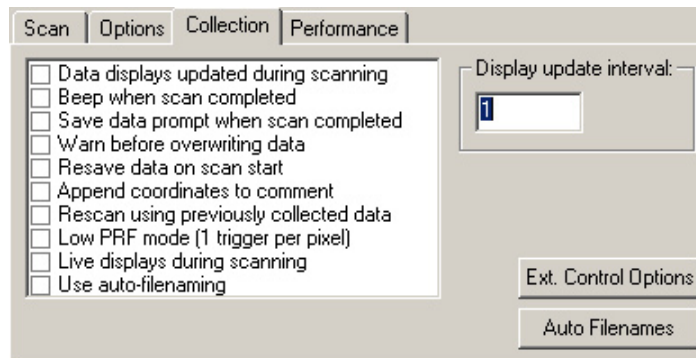 Scan Options Collection Performance
Data displays updated during scanning
Beep when scan completed
Save data prompt when scan completed
Warn before overwriting data
Resave data on scan start
Append coordinates to comment
Rescan using previously collected data
Low PRF mode (1 trigger per pixel)
Live displays during scanning
Use auto-filenaming
Display update interval:
1
Ext. Control Options
Auto Filenames